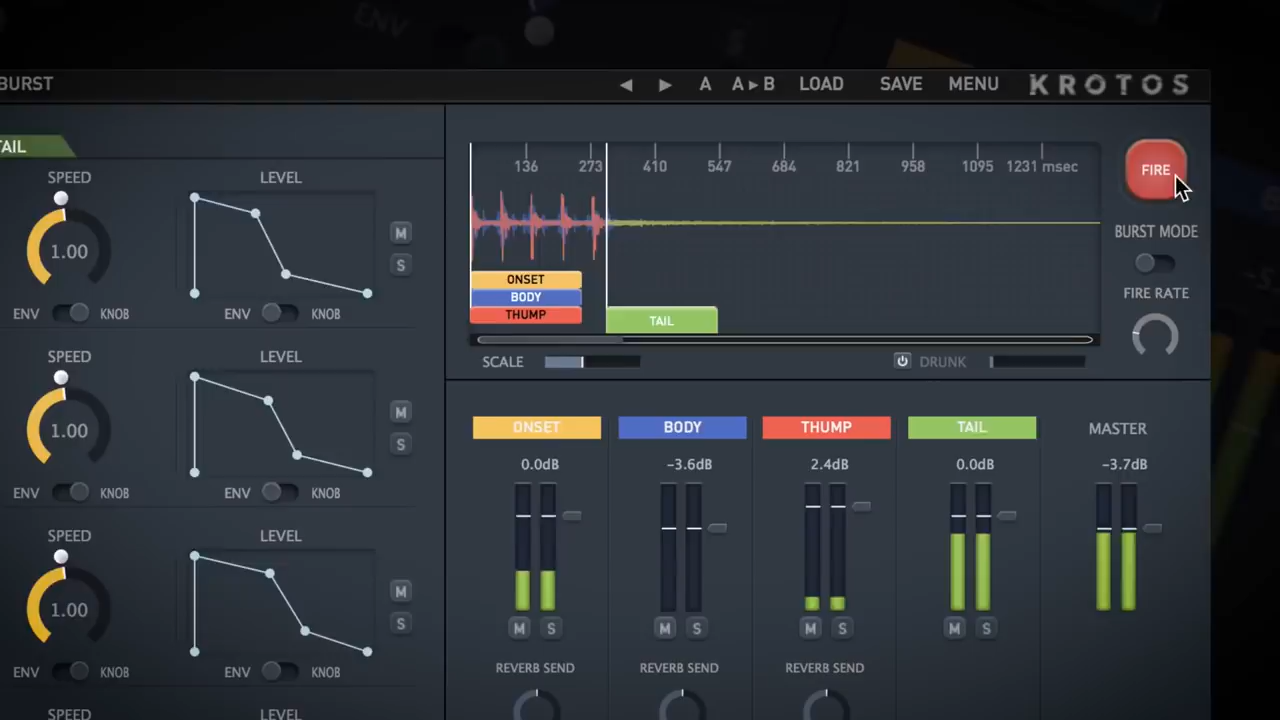 ENV
BURST
A
A▸B
LOAD
SAVE
MENU
KROTOS
TAIL
SPEED
LEVEL
1.00
M
S
ENV
KNOB
ENV
KNOB
SPEED
LEVEL
1.00
M
S
ENV
KNOB
ENV
KNOB
SPEED
LEVEL
1.00
M
S
ENV
KNOB
ENV
KNOB
SPEED
LEVEL
136 273 410 547 684 821 958 1095 1231 msec
ONSET
BODY
THUMP
TAIL
SCALE
DRUNK
FIRE
BURST MODE
FIRE RATE
ONSET BODY THUMP TAIL MASTER
0.0dB -3.6dB 2.4dB 0.0dB -3.7dB
M S M S M S M S
REVERB SEND REVERB SEND REVERB SEND